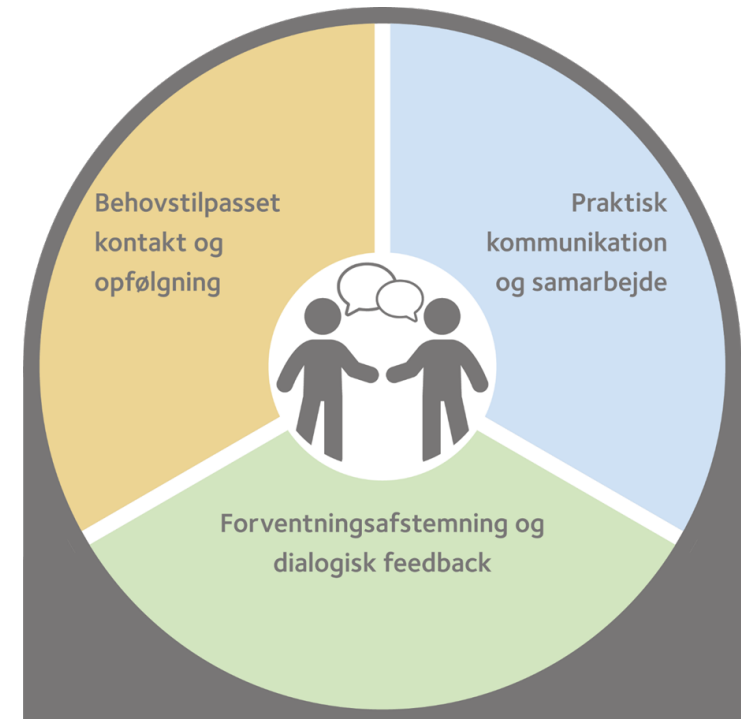 Behovstilpasset
kontakt og
opfølgning
Praktisk
kommunikation
og samarbejde
Forventningsafstemning og
dialogisk feedback